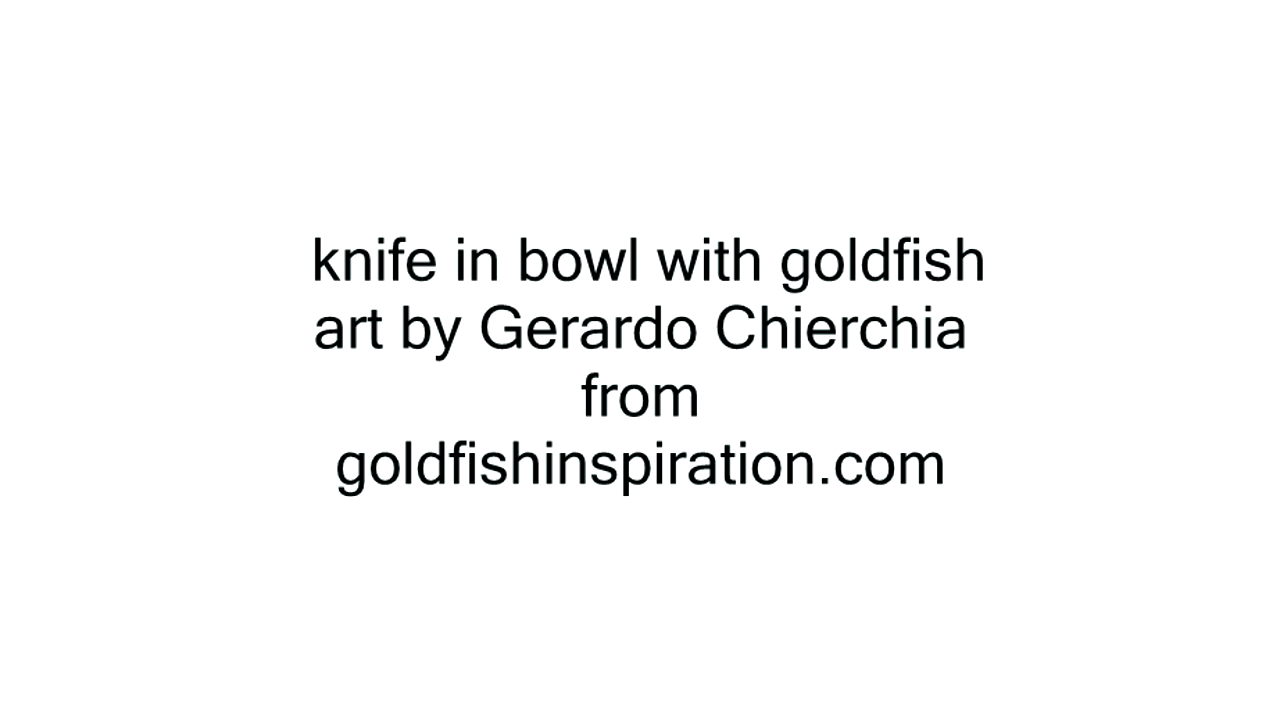 knife in bowl with goldfish
art by Gerardo Chierchia
from
goldfishinspiration.com